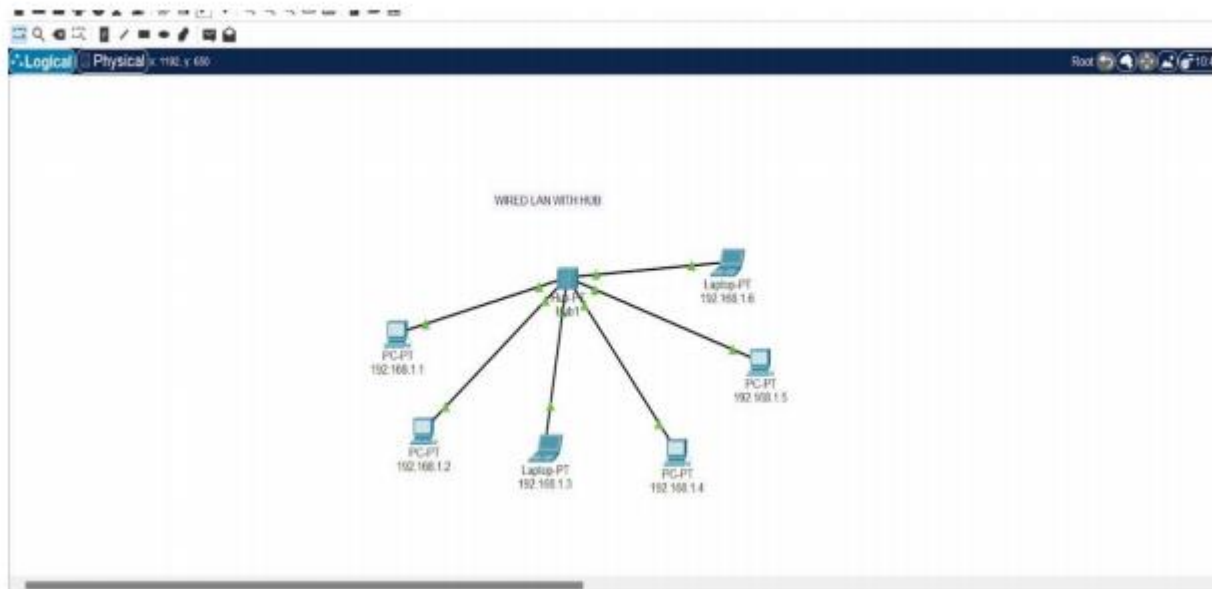 Logical Physical x: 1192, y: 650 Root
WIRED LAN WITH HUB
Laptop-PT
192.168.1.6
Hub-PT
Hub1
PC-PT
192.168.1.1
PC-PT
192.168.1.5
PC-PT
192.168.1.2
Laptop-PT
192.168.1.3
PC-PT
192.168.1.4